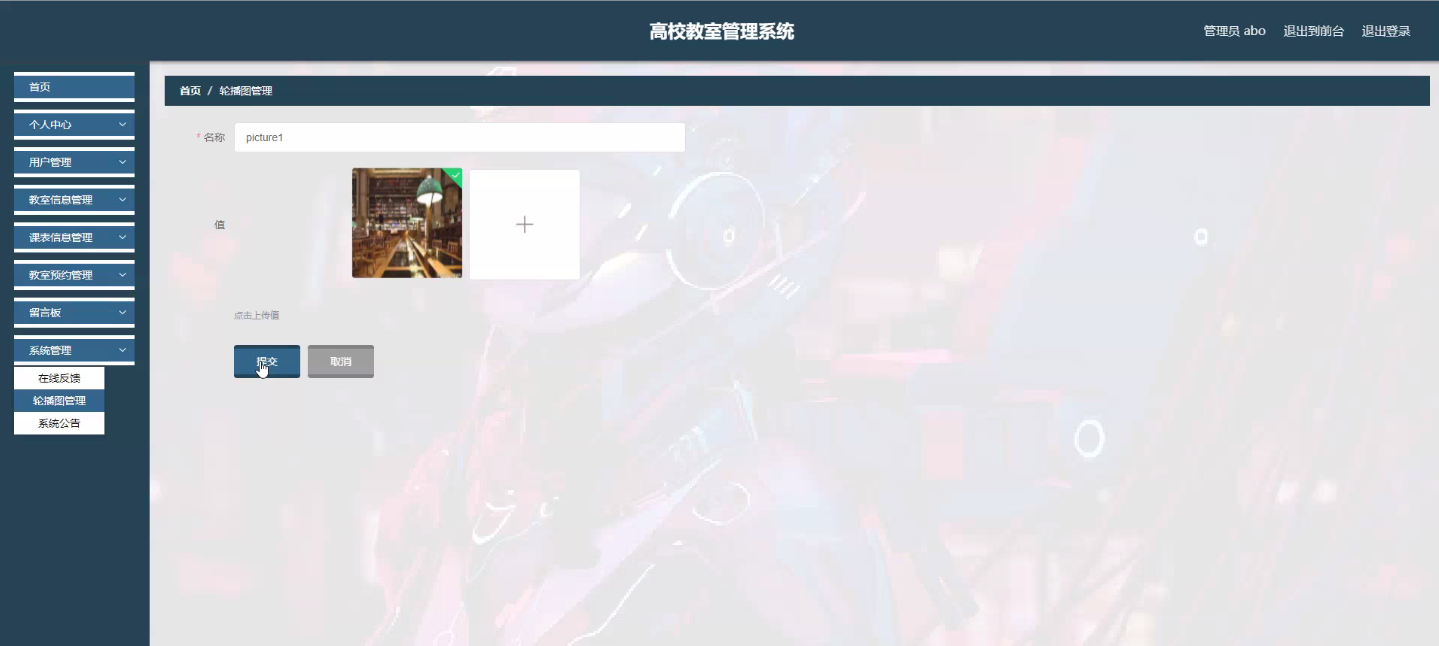 高校教室管理系统
管理员 abo 退出到前台 退出登录
首页
个人中心
用户管理
教室信息管理
课表信息管理
教室预约管理
留言板
系统管理
在线反馈
轮播图管理
系统公告
首页 / 轮播图管理
* 名称 picture1
值
点击上传值
提交 取消